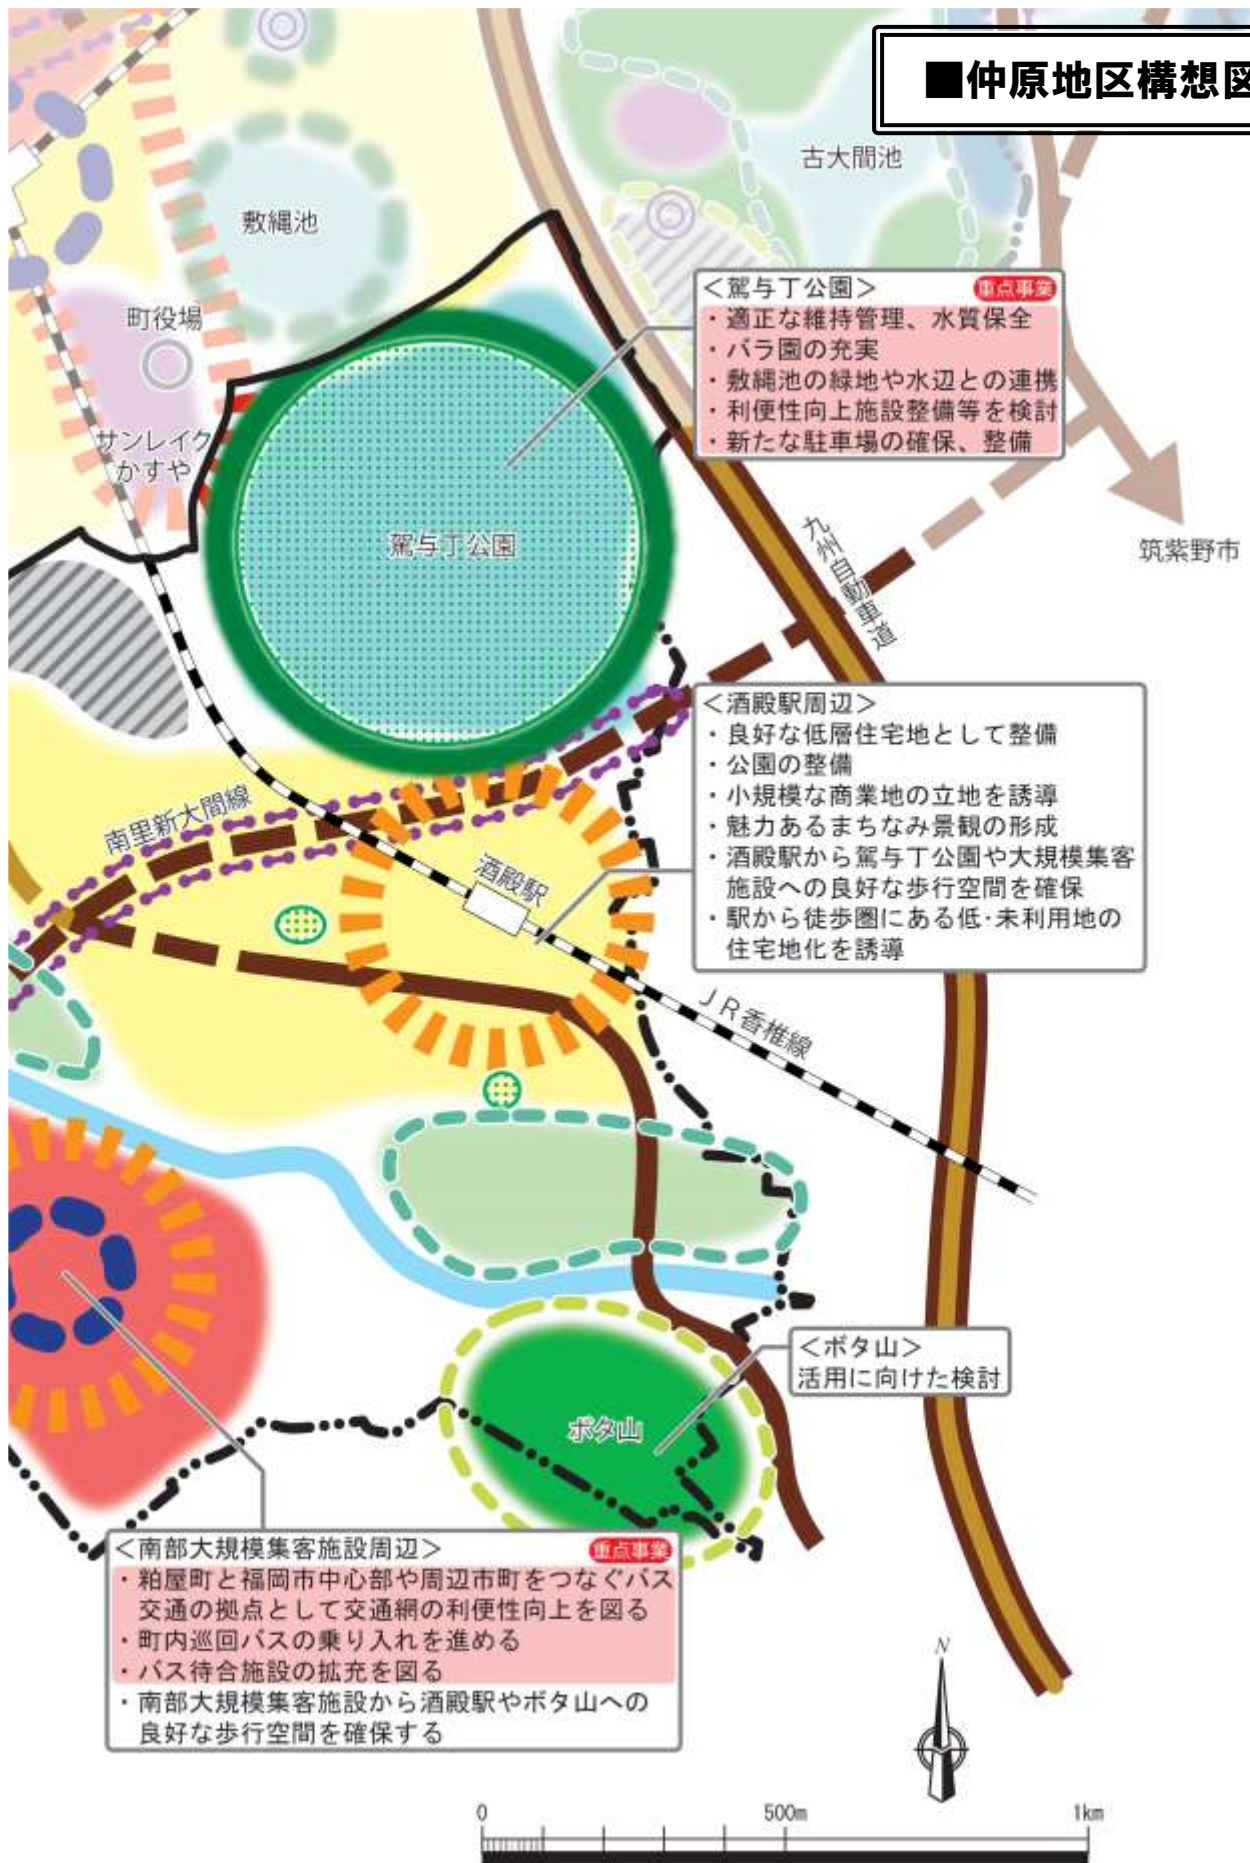 ■仲原地区構想図
古大間池
敷縄池
町役場
サンレイク
かすや
＜駕与丁公園＞ 重点事業
・適正な維持管理、水質保全
・バラ園の充実
・敷縄池の緑地や水辺との連携
・利便性向上施設整備等を検討
・新たな駐車場の確保、整備
駕与丁公園
九州自動車道
筑紫野市
＜酒殿駅周辺＞
・良好な低層住宅地として整備
・公園の整備
・小規模な商業地の立地を誘導
・魅力あるまちなみ景観の形成
・酒殿駅から駕与丁公園や大規模集客
施設への良好な歩行空間を確保
・駅から徒歩圏にある低・未利用地の
住宅地化を誘導
南里新大間線
酒殿駅
ＪＲ香椎線
＜ボタ山＞
活用に向けた検討
ボタ山
＜南部大規模集客施設周辺＞ 重点事業
・粕屋町と福岡市中心部や周辺市町をつなぐバス
交通の拠点として交通網の利便性向上を図る
・町内巡回バスの乗り入れを進める
・バス待合施設の拡充を図る
・南部大規模集客施設から酒殿駅やボタ山への
良好な歩行空間を確保する
N
0 500m 1km